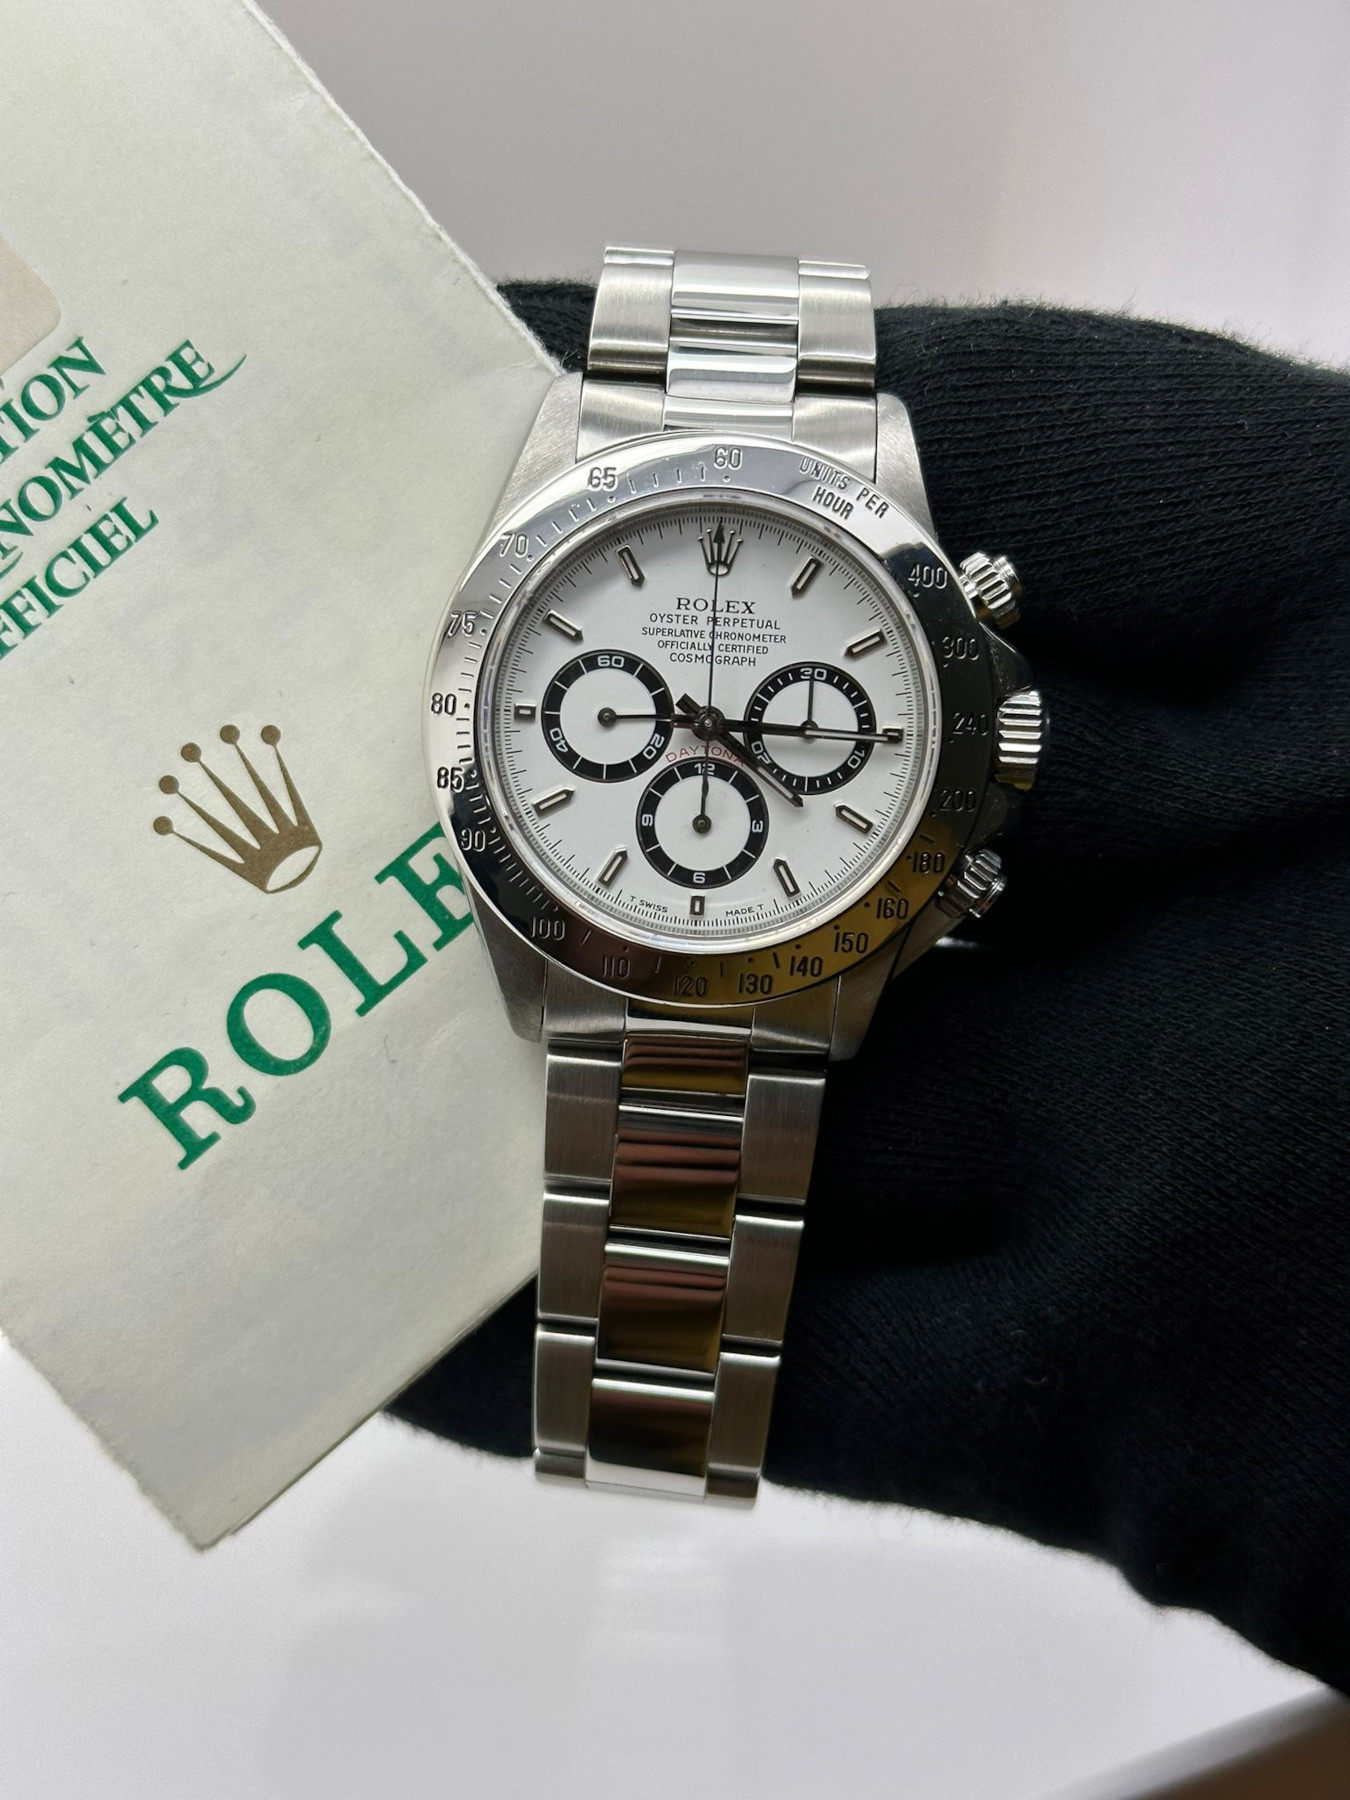 TION
NOMÈTRE
FFICIEL
ROLE
60
UNITS PER
HOUR
65
70
75
80
85
90
100
110
120
130
140
150
160
180
200
240
300
400
ROLEX
OYSTER PERPETUAL
SUPERLATIVE CHRONOMETER
OFFICIALLY CERTIFIED
COSMOGRAPH
60
20
40
30
10
20
DAYTONA
12
3
6
9
T SWISS MADE T